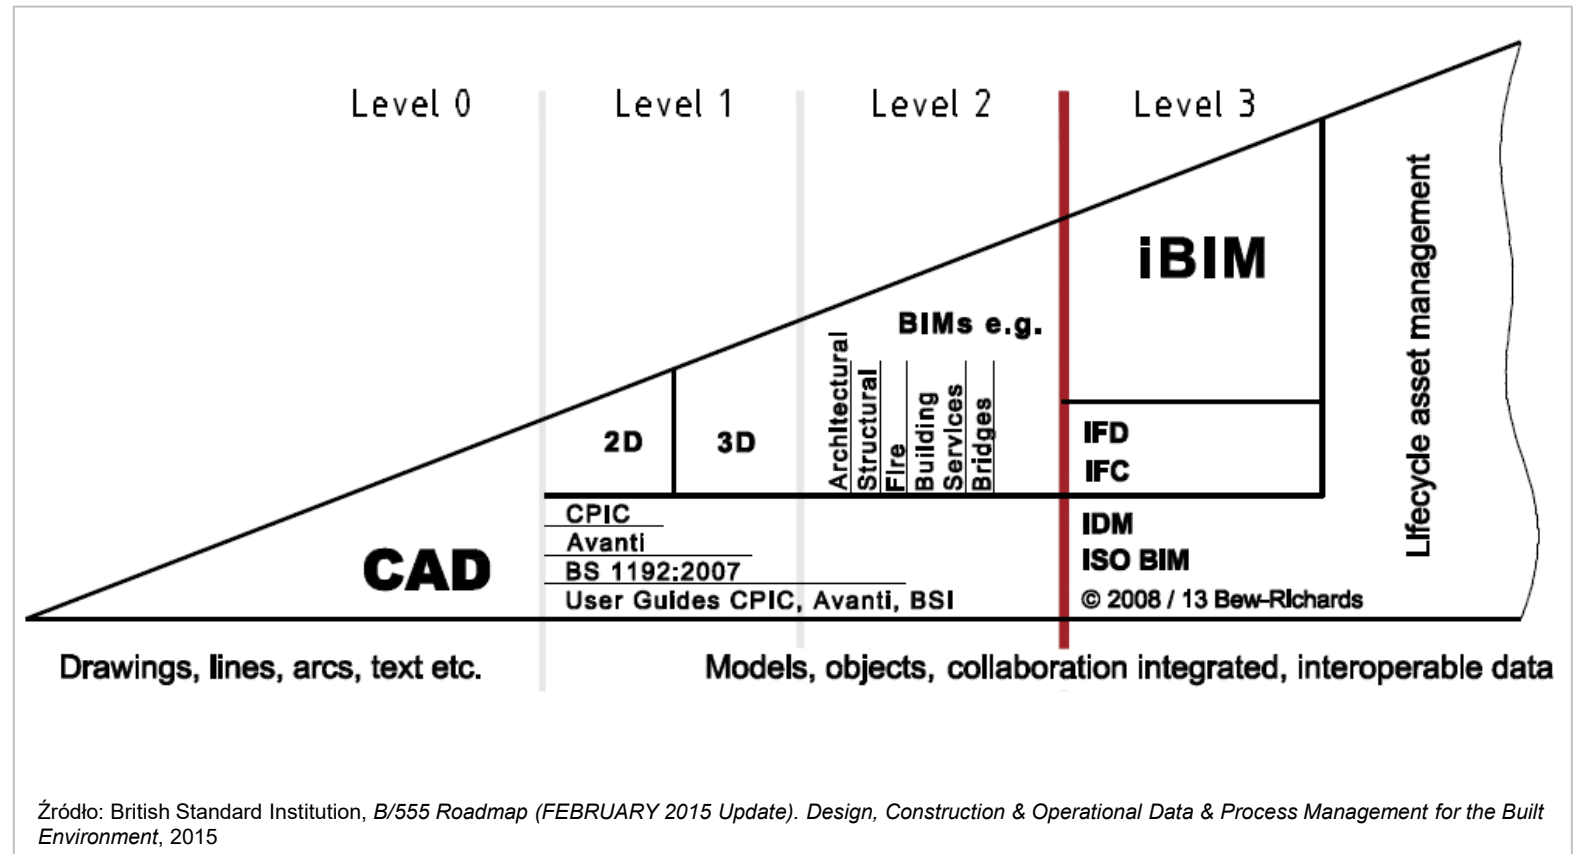 Level 0
Level 1
Level 2
Level 3
iBIM
BIMs e.g.
Architectural
Structural
Fire
Building
Services
Bridges
2D
3D
IFD
IFC
Lifecycle asset management
CAD
CPIC
Avanti
BS 1192:2007
User Guides CPIC, Avanti, BSI
IDM
ISO BIM
© 2008 / 13 Bew-Richards
Drawings, lines, arcs, text etc.
Models, objects, collaboration integrated, interoperable data
Źródło: British Standard Institution, B/555 Roadmap (FEBRUARY 2015 Update). Design, Construction & Operational Data & Process Management for the Built
Environment, 2015